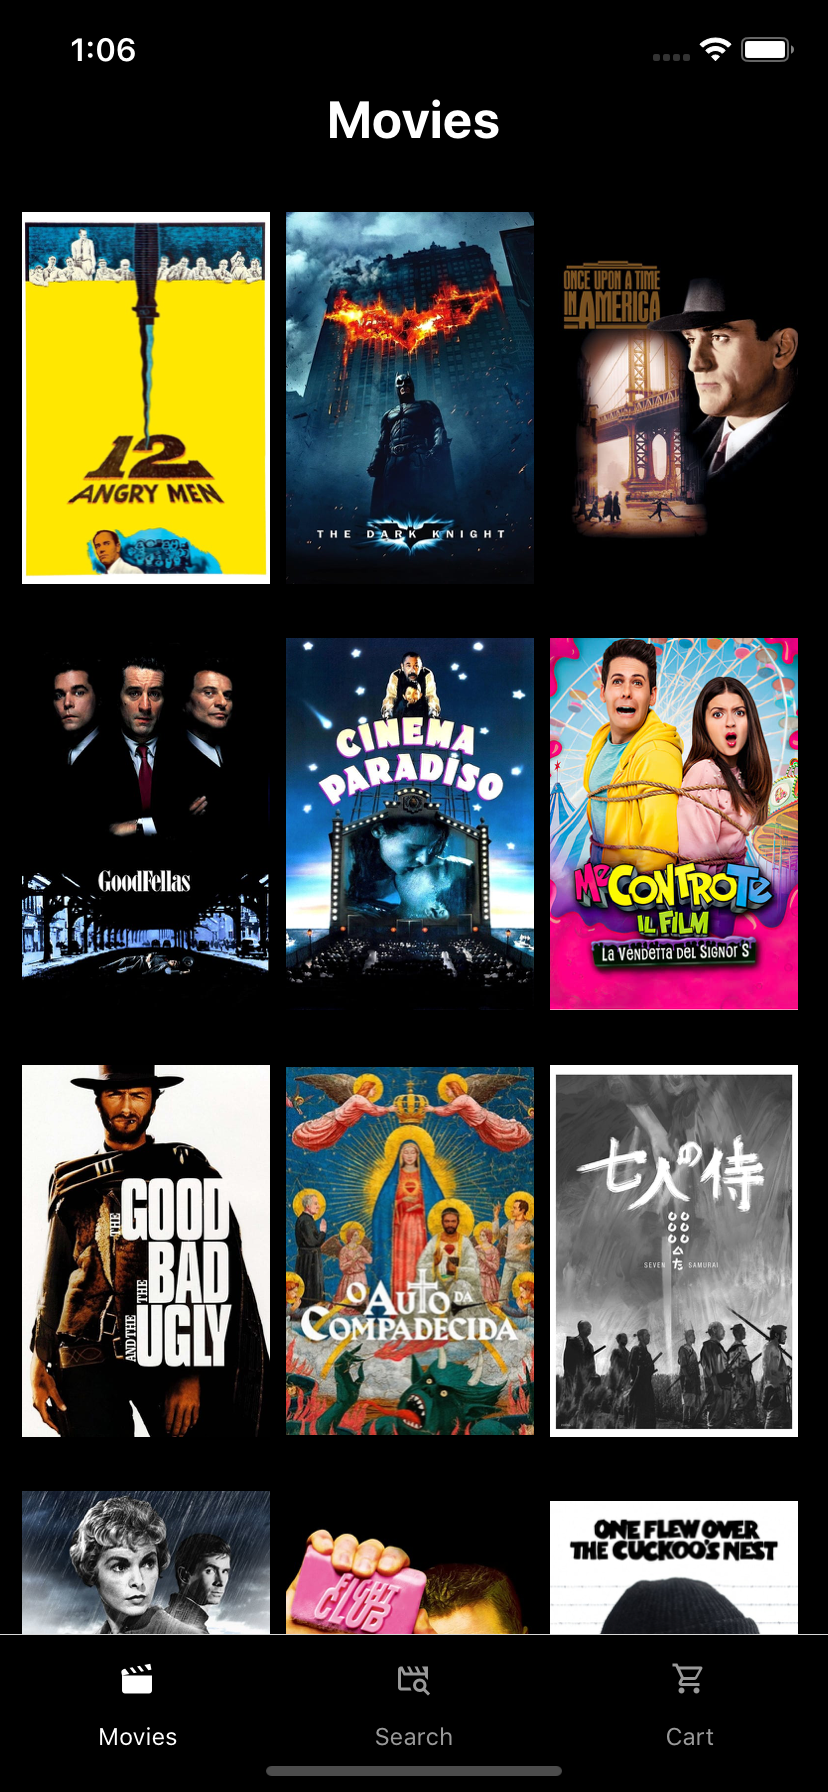 1:06
Movies
12
ANGRY MEN
THE DARK KNIGHT
ONCE UPON A TIME
IN AMERICA
GOODFELLAS
CINEMA
PARADISO
Me CONTRO Te
IL FILM
LA VENDETTA DEL SIGNOR S
THE GOOD
THE BAD
AND THE UGLY
O AUTO DA
COMPADECIDA
七人の侍
SEVEN SAMURAI
FIGHT
CLUB
ONE FLEW OVER
THE CUCKOO'S NEST
Movies
Search
Cart